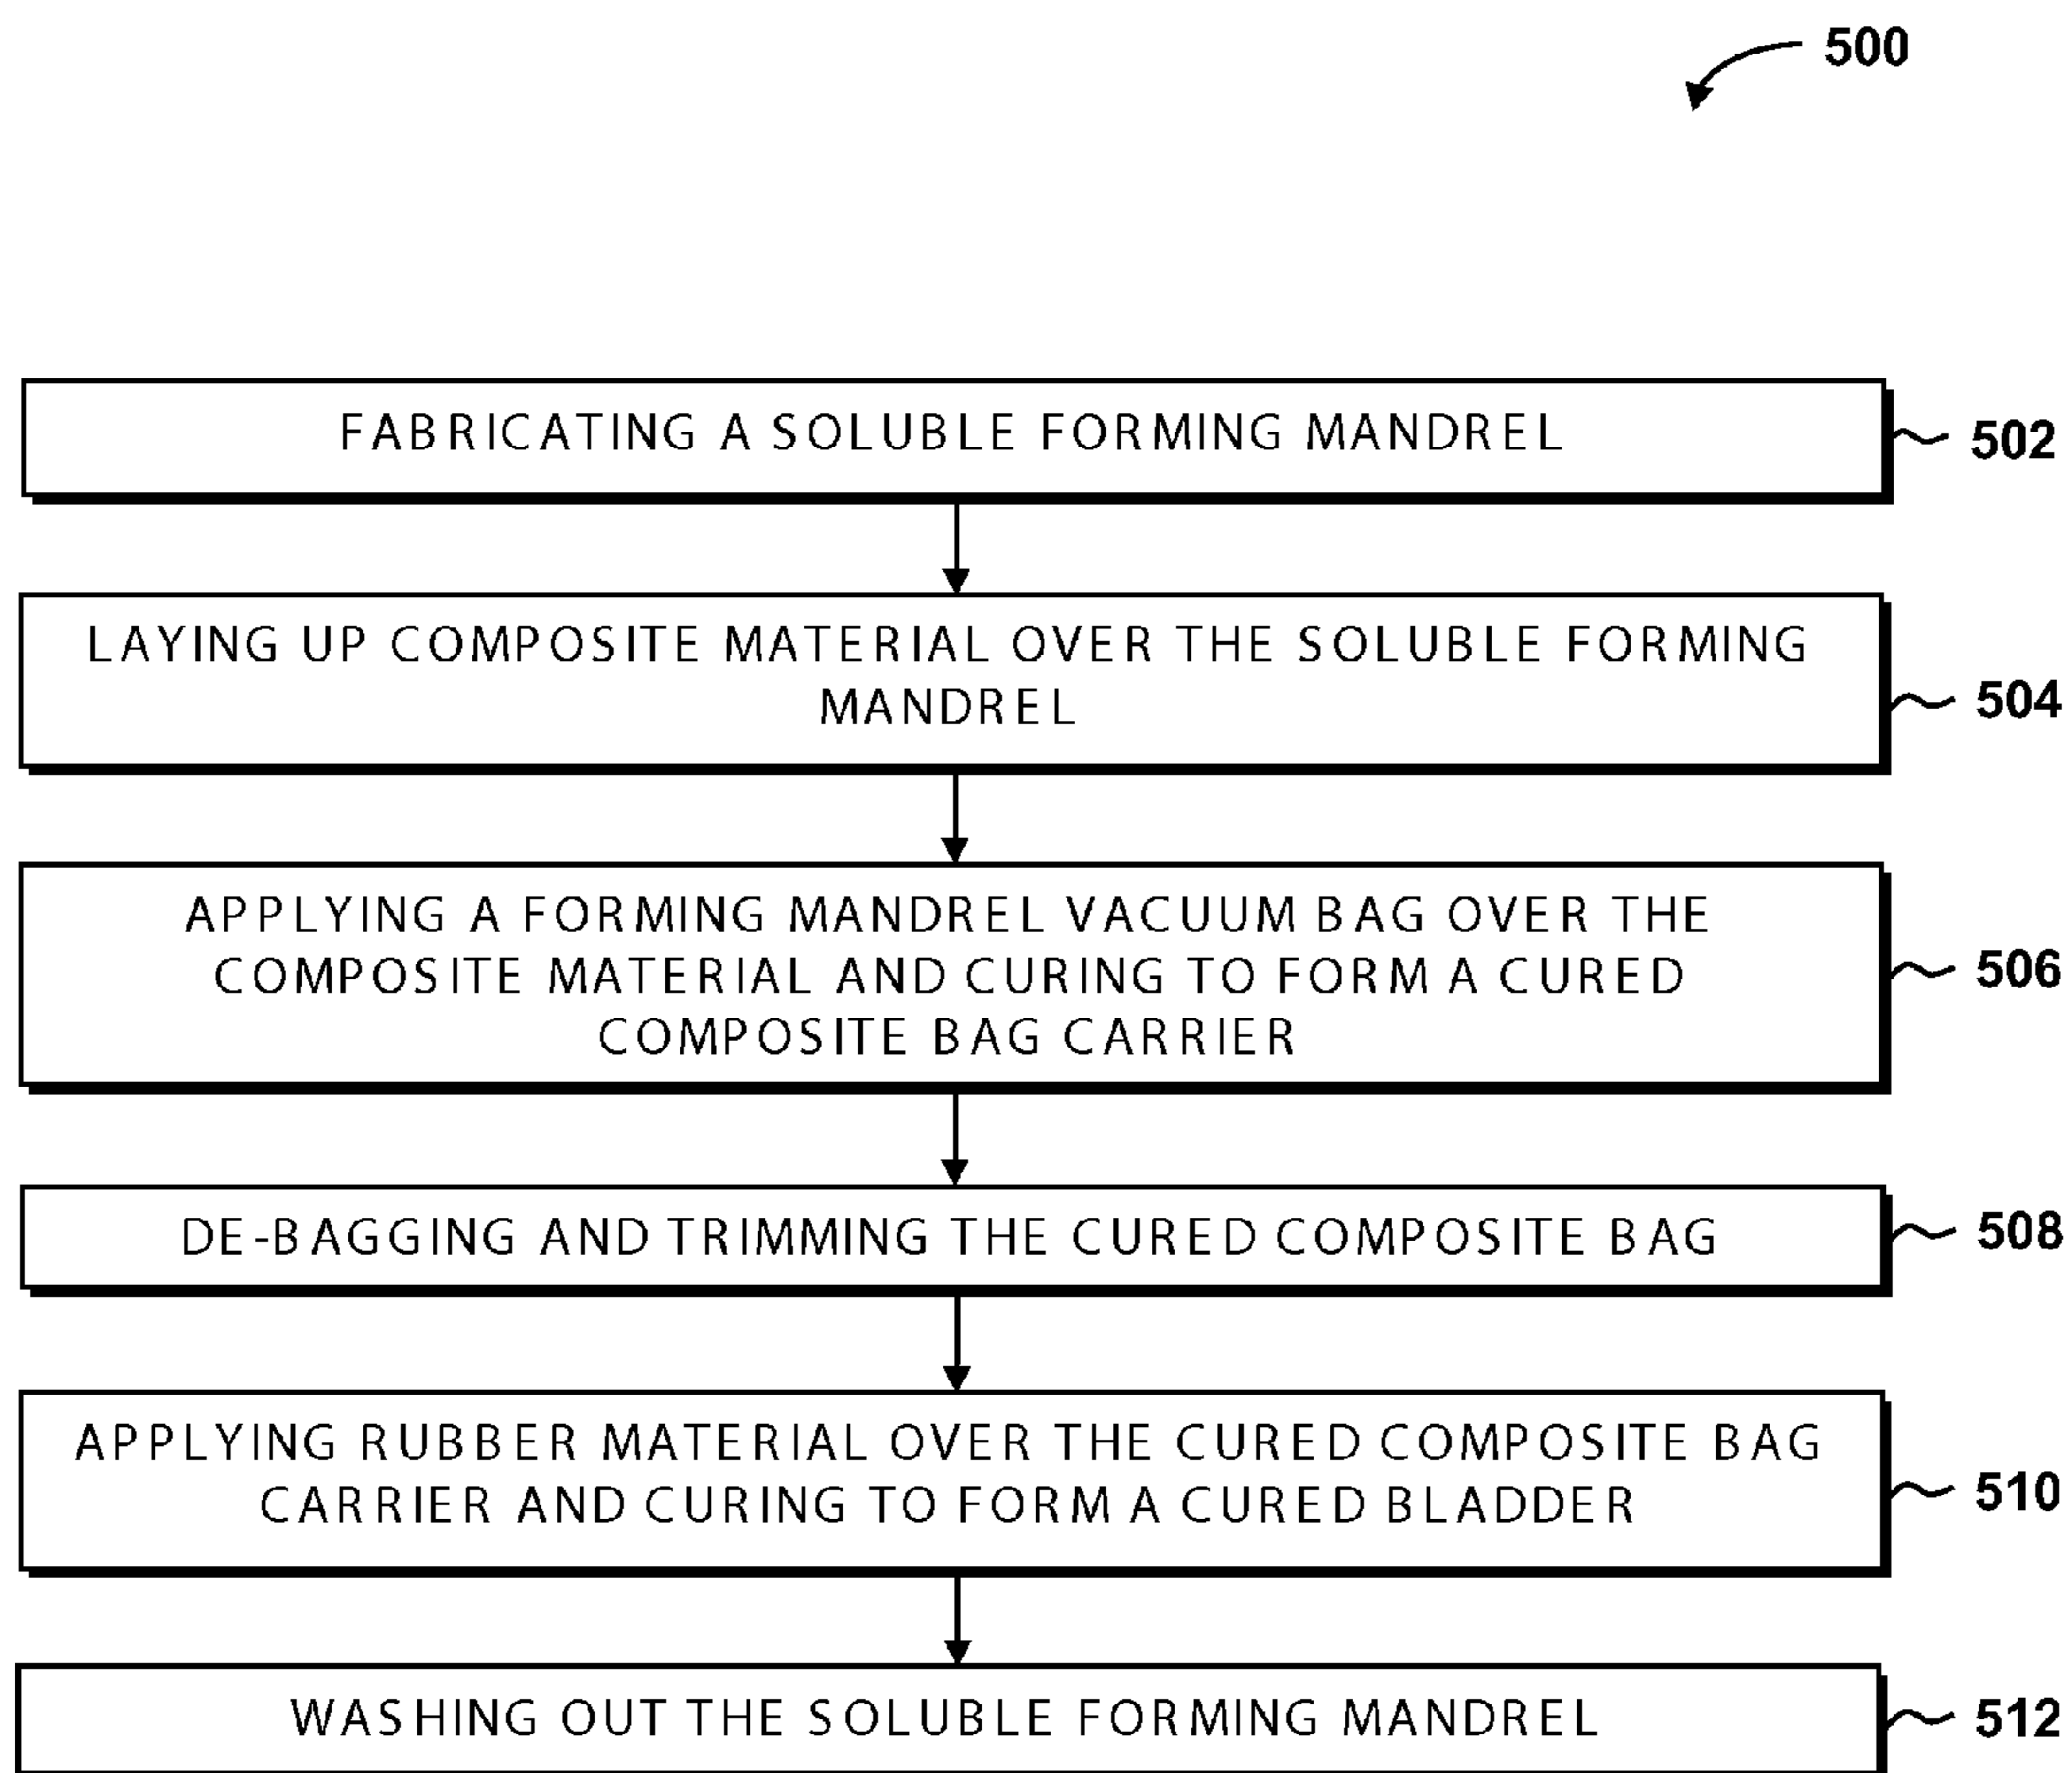 500
FABRICATING A SOLUBLE FORMING MANDREL
502
LAYING UP COMPOSITE MATERIAL OVER THE SOLUBLE FORMING
MANDREL
504
APPLYING A FORMING MANDREL VACUUM BAG OVER THE
COMPOSITE MATERIAL AND CURING TO FORM A CURED
COMPOSITE BAG CARRIER
506
DE-BAGGING AND TRIMMING THE CURED COMPOSITE BAG
508
APPLYING RUBBER MATERIAL OVER THE CURED COMPOSITE BAG
CARRIER AND CURING TO FORM A CURED BLADDER
510
WASHING OUT THE SOLUBLE FORMING MANDREL
512